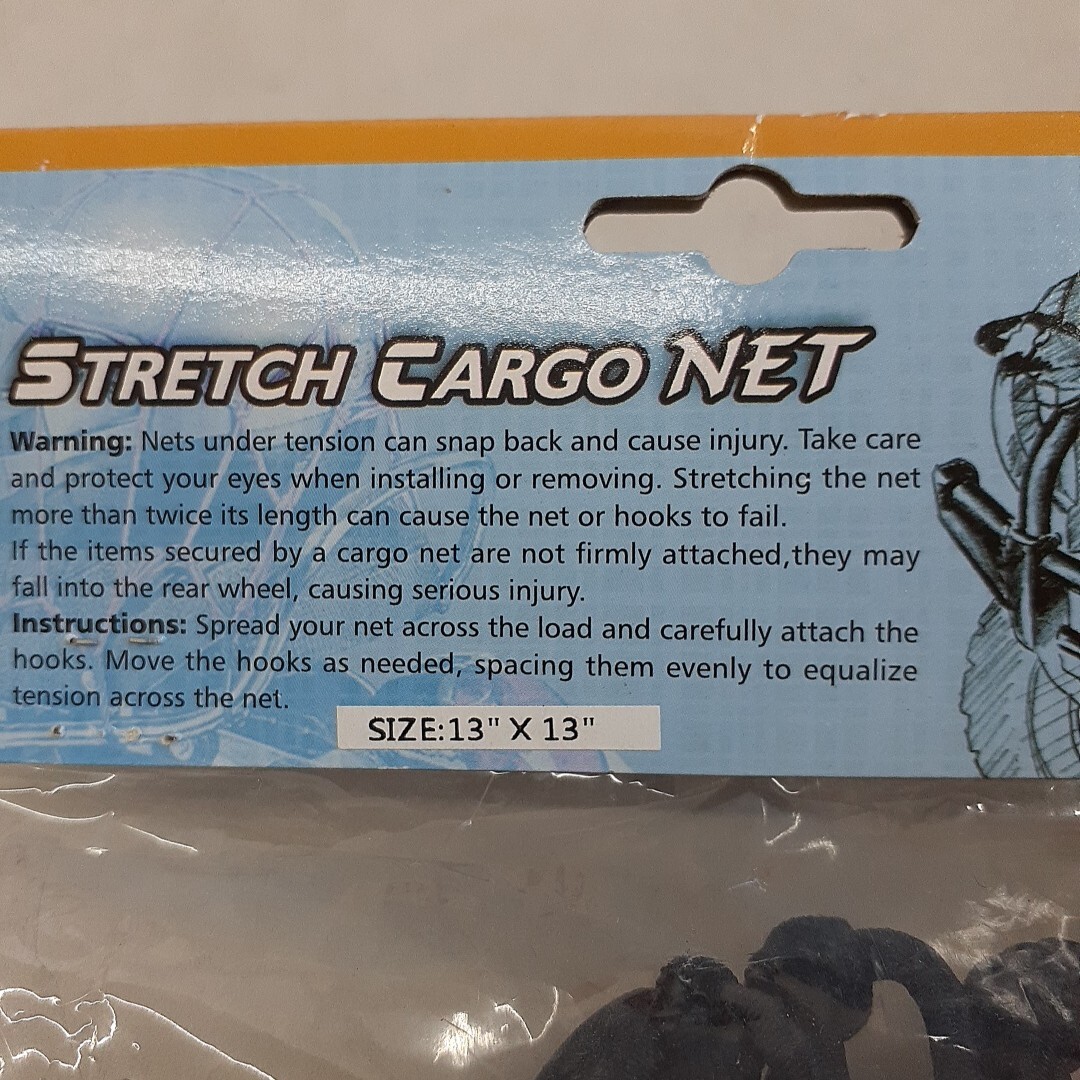 STRETCH CARGO NET
Warning: Nets under tension can snap back and cause injury. Take care
and protect your eyes when installing or removing. Stretching the net
more than twice its length can cause the net or hooks to fail.
If the items secured by a cargo net are not firmly attached,they may
fall into the rear wheel, causing serious injury.
Instructions: Spread your net across the load and carefully attach the
hooks. Move the hooks as needed, spacing them evenly to equalize
tension across the net.
SIZE:13" X 13"